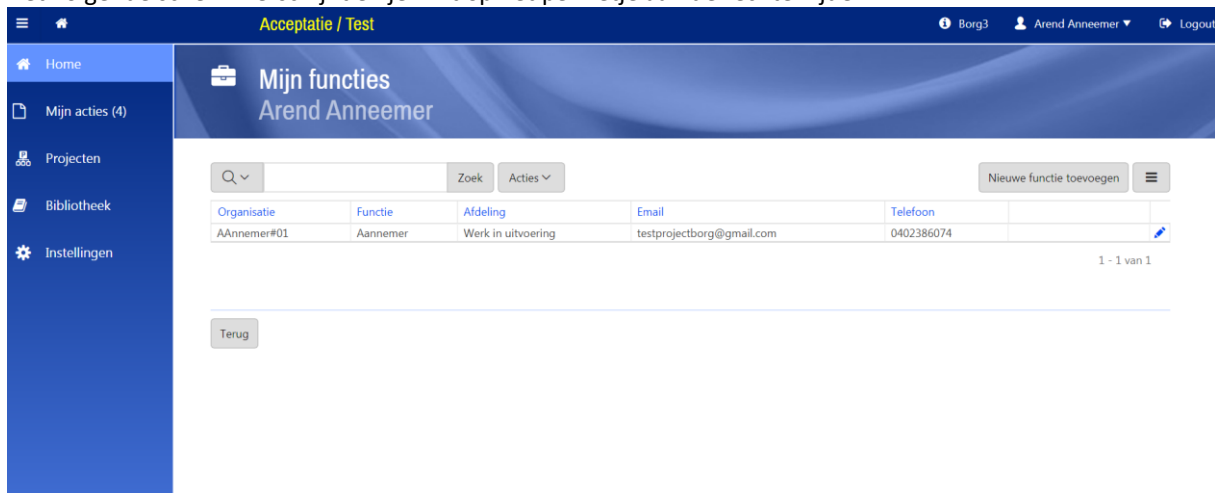 Acceptatie / Test
Borg3
Arend Anneemer
Logout
Home
Mijn acties (4)
Projecten
Bibliotheek
Instellingen
Mijn functies
Arend Anneemer
Zoek Acties
Nieuwe functie toevoegen
Organisatie Functie Afdeling Email Telefoon
AAnnemer#01 Aannemer Werk in uitvoering testprojectborg@gmail.com 0402386074
1 - 1 van 1
Terug